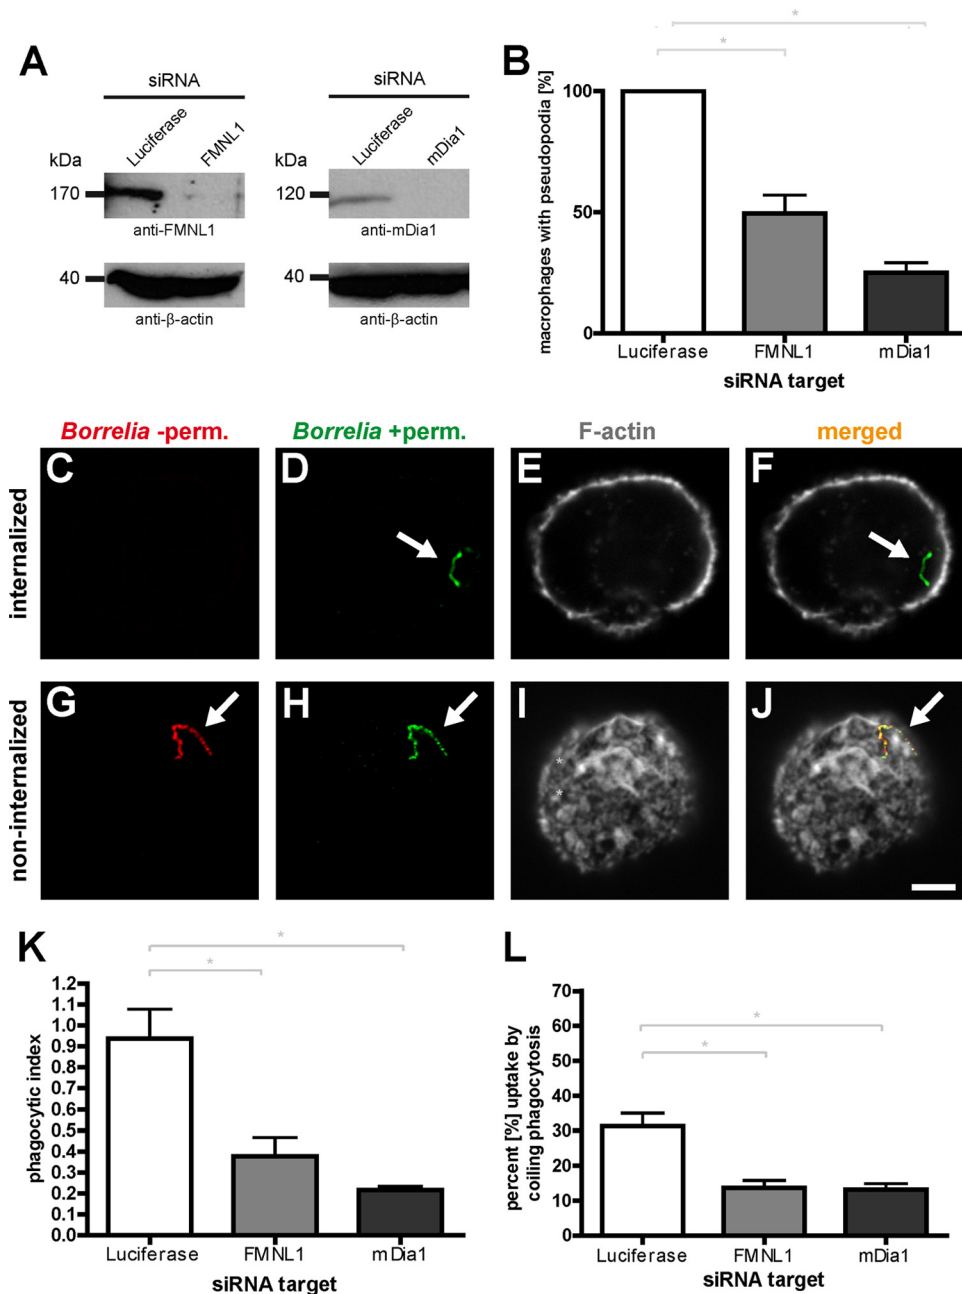 A
siRNA
siRNA
Luciferase
FMNL1
Luciferase
mDia1
kDa
kDa
170
120
anti-FMNL1
anti-mDia1
40
40
anti-β-actin
anti-β-actin
B
*
*
macrophages with pseudopodia [%]
100
50
0
Luciferase
FMNL1
mDia1
siRNA target
Borrelia -perm.
Borrelia +perm.
F-actin
merged
internalized
C
D
E
F
non-internalized
G
H
I
J
*
*
K
*
*
phagocytic index
1.2
1.1
1.0
0.9
0.8
0.7
0.6
0.5
0.4
0.3
0.2
0.1
0.0
Luciferase
FMNL1
mDia1
siRNA target
L
*
*
percent [%] uptake by
coiling phagocytosis
70
60
50
40
30
20
10
0
Luciferase
FMNL1
mDia1
siRNA target